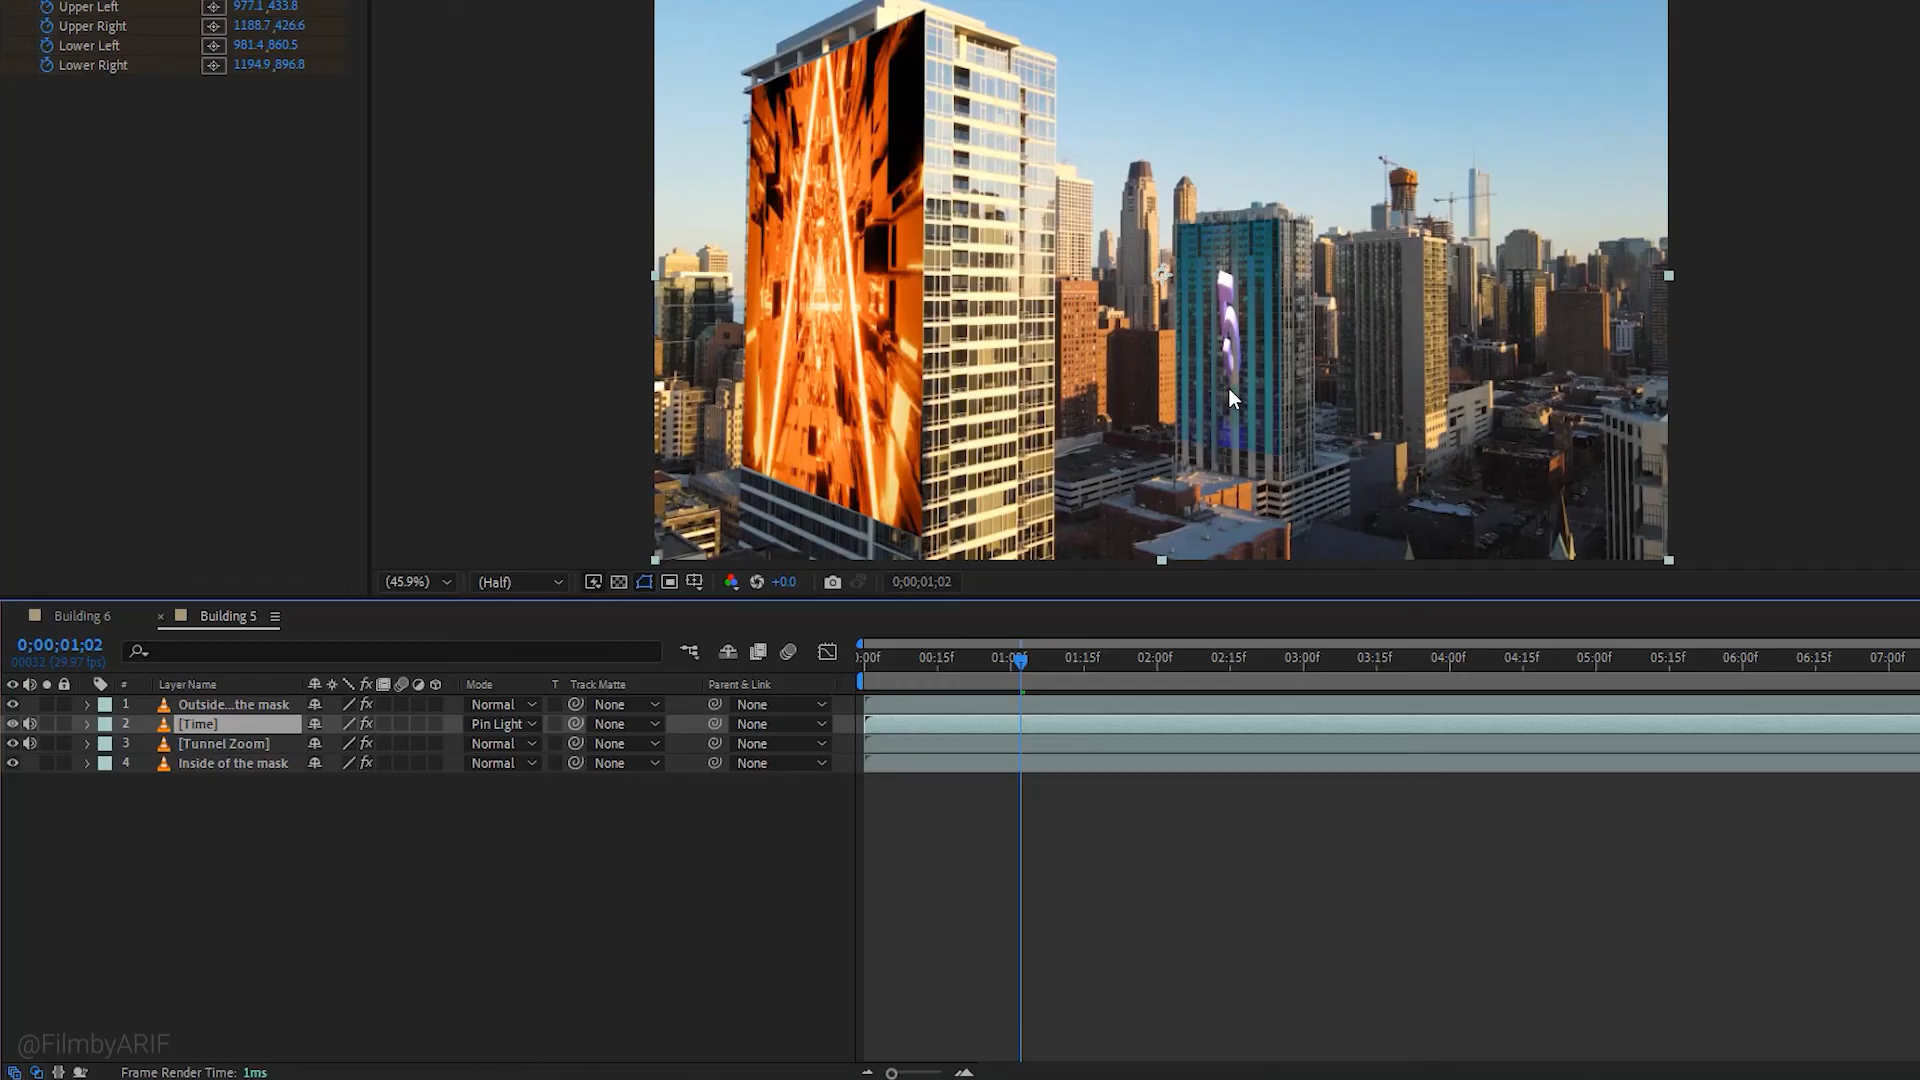 Upper Left 977.1,433.8
Upper Right 1188.7,426.6
Lower Left 981.4,860.5
Lower Right 1194.9,896.8
(45.9%) (Half) +0.0 0;00;01;02
Building 6 × Building 5
0;00;01;02
00032 (29.97 fps)
:00f 00:15f 01:00f 01:15f 02:00f 02:15f 03:00f 03:15f 04:00f 04:15f 05:00f 05:15f 06:00f 06:15f 07:00f
# Layer Name fx Mode T Track Matte Parent & Link
1 Outside...the mask fx Normal None None
2 [Time] fx Pin Light None None
3 [Tunnel Zoom] fx Normal None None
4 Inside of the mask fx Normal None None
@FilmbyARIF
Frame Render Time: 1ms